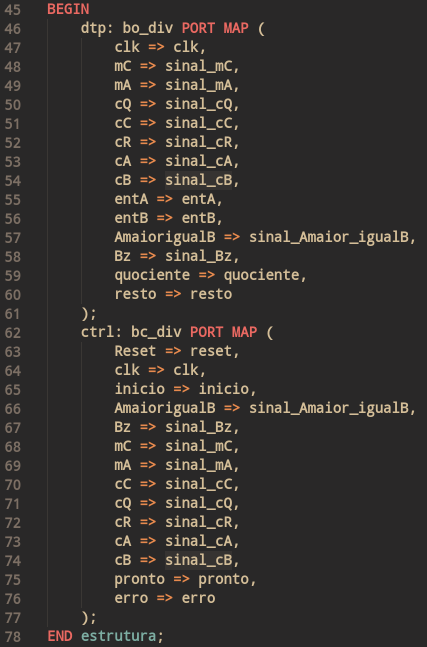 45 BEGIN
46 dtp: bo_div PORT MAP (
47 clk => clk,
48 mC => sinal_mC,
49 mA => sinal_mA,
50 cQ => sinal_cQ,
51 cC => sinal_cC,
52 cR => sinal_cR,
53 cA => sinal_cA,
54 cB => sinal_cB,
55 entA => entA,
56 entB => entB,
57 AmaiorigualB => sinal_Amaior_igualB,
58 Bz => sinal_Bz,
59 quociente => quociente,
60 resto => resto
61 );
62 ctrl: bc_div PORT MAP (
63 Reset => reset,
64 clk => clk,
65 inicio => inicio,
66 AmaiorigualB => sinal_Amaior_igualB,
67 Bz => sinal_Bz,
68 mC => sinal_mC,
69 mA => sinal_mA,
70 cC => sinal_cC,
71 cQ => sinal_cQ,
72 cR => sinal_cR,
73 cA => sinal_cA,
74 cB => sinal_cB,
75 pronto => pronto,
76 erro => erro
77 );
78 END estrutura;